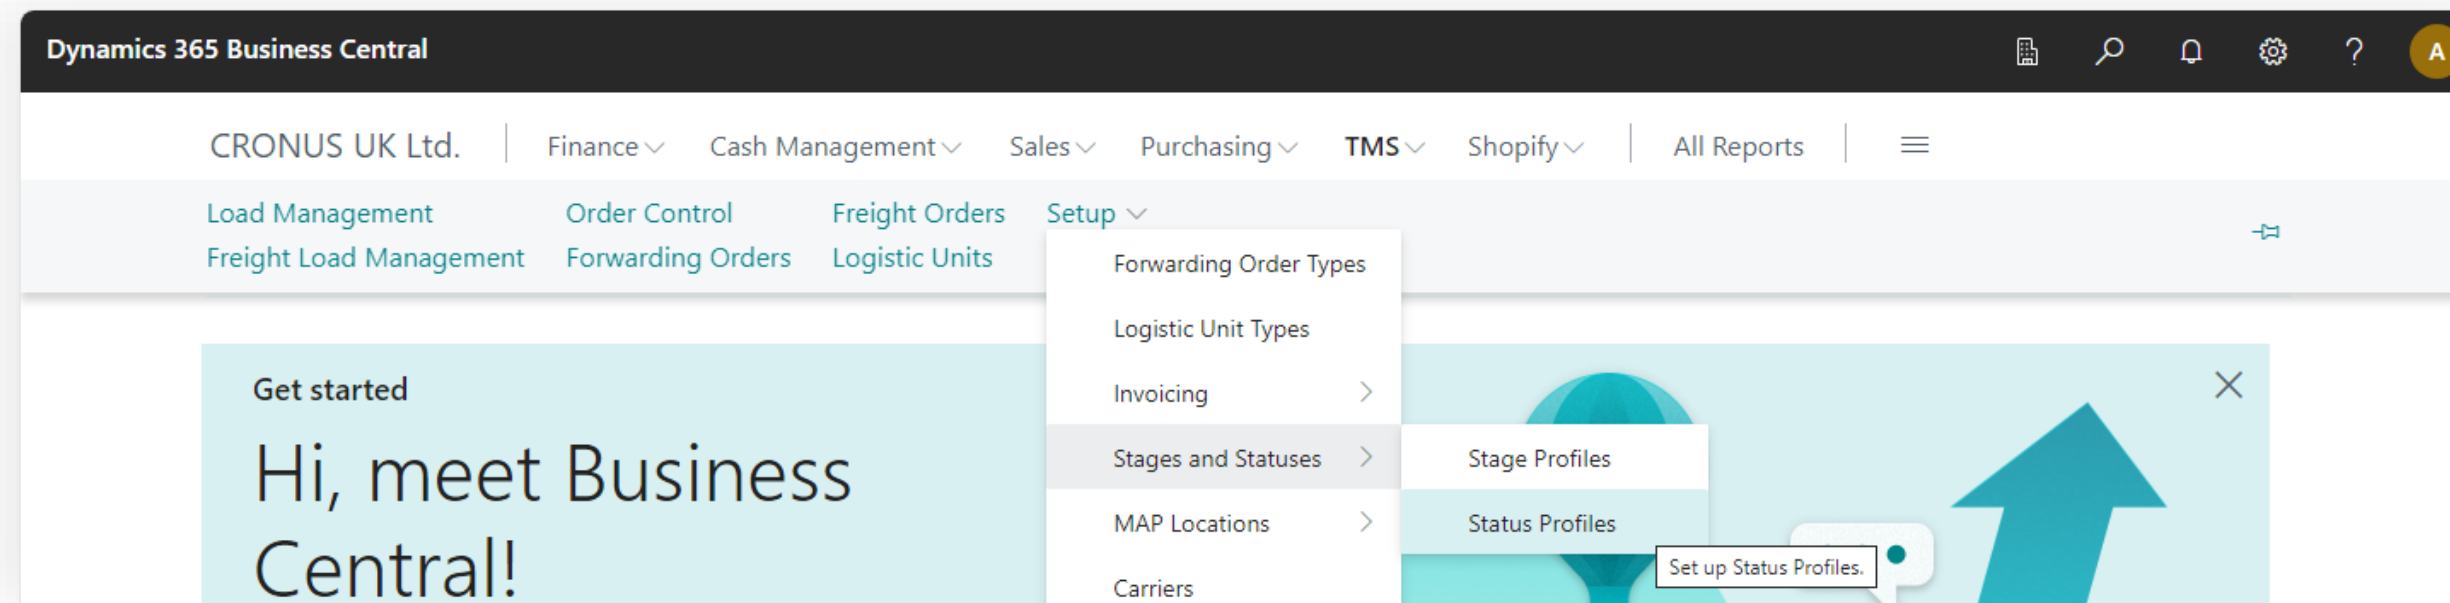 Dynamics 365 Business Central
A
CRONUS UK Ltd. Finance Cash Management Sales Purchasing TMS Shopify All Reports
Load Management Order Control Freight Orders Setup
Freight Load Management Forwarding Orders Logistic Units
Forwarding Order Types
Logistic Unit Types
Invoicing
Stages and Statuses
MAP Locations
Carriers
Stage Profiles
Status Profiles
Set up Status Profiles.
Get started
Hi, meet Business
Central!